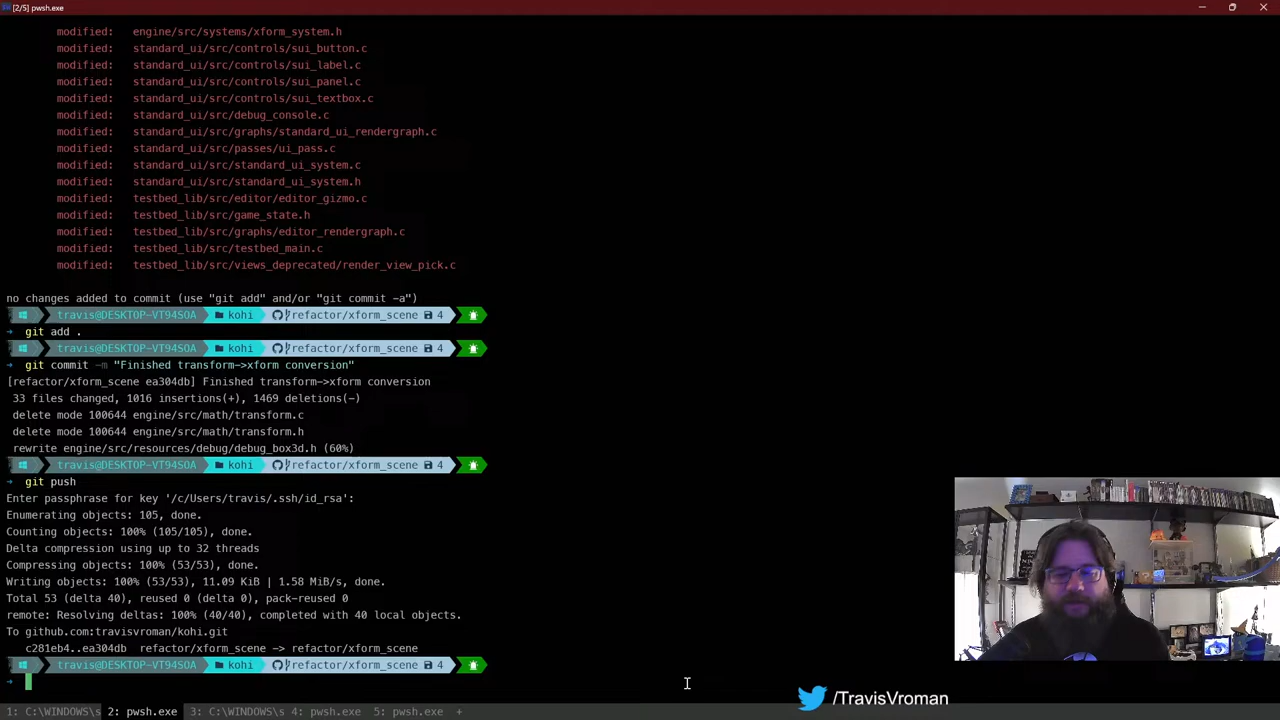 [2/5] pwsh.exe
modified: engine/src/systems/xform_system.h
modified: standard_ui/src/controls/sui_button.c
modified: standard_ui/src/controls/sui_label.c
modified: standard_ui/src/controls/sui_panel.c
modified: standard_ui/src/controls/sui_textbox.c
modified: standard_ui/src/debug_console.c
modified: standard_ui/src/graphs/standard_ui_rendergraph.c
modified: standard_ui/src/passes/ui_pass.c
modified: standard_ui/src/standard_ui_system.c
modified: standard_ui/src/standard_ui_system.h
modified: testbed_lib/src/editor/editor_gizmo.c
modified: testbed_lib/src/game_state.h
modified: testbed_lib/src/graphs/editor_rendergraph.c
modified: testbed_lib/src/testbed_main.c
modified: testbed_lib/src/views_deprecated/render_view_pick.c
no changes added to commit (use "git add" and/or "git commit -a")
travis@DESKTOP-VT94SOA kohi refactor/xform_scene 4
→ git add .
travis@DESKTOP-VT94SOA kohi refactor/xform_scene 4
→ git commit -m "Finished transform->xform conversion"
[refactor/xform_scene ea304db] Finished transform->xform conversion
33 files changed, 1016 insertions(+), 1469 deletions(-)
delete mode 100644 engine/src/math/transform.c
delete mode 100644 engine/src/math/transform.h
rewrite engine/src/resources/debug/debug_box3d.h (60%)
travis@DESKTOP-VT94SOA kohi refactor/xform_scene 4
→ git push
Enter passphrase for key '/c/Users/travis/.ssh/id_rsa':
Enumerating objects: 105, done.
Counting objects: 100% (105/105), done.
Delta compression using up to 32 threads
Compressing objects: 100% (53/53), done.
Writing objects: 100% (53/53), 11.09 KiB | 1.58 MiB/s, done.
Total 53 (delta 40), reused 0 (delta 0), pack-reused 0
remote: Resolving deltas: 100% (40/40), completed with 40 local objects.
To github.com:travisvroman/kohi.git
c281eb4..ea304db refactor/xform_scene -> refactor/xform_scene
travis@DESKTOP-VT94SOA kohi refactor/xform_scene 4
→
/TravisVroman
1: C:\WINDOWS\s 2: pwsh.exe 3: C:\WINDOWS\s 4: pwsh.exe 5: pwsh.exe +